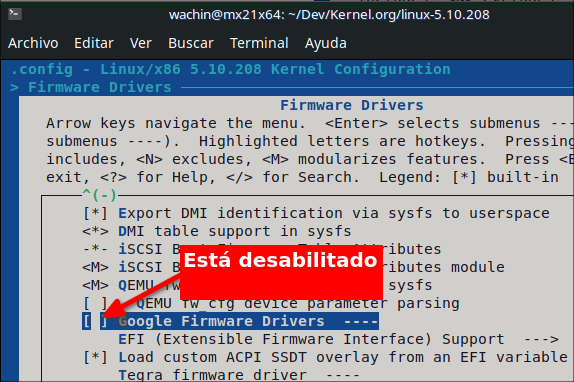 wachin@mx21x64: ~/Dev/Kernel.org/linux-5.10.208
Archivo Editar Ver Buscar Terminal Ayuda
.config - Linux/x86 5.10.208 Kernel Configuration
> Firmware Drivers
Firmware Drivers
Arrow keys navigate the menu. <Enter> selects submenus ---
submenus ----). Highlighted letters are hotkeys. Pressing
includes, <N> excludes, <M> modularizes features. Press <E
exit, <?> for Help, </> for Search. Legend: [*] built-in
^(-)
[*] Export DMI identification via sysfs to userspace
<*> DMI table support in sysfs
-*- iSCSI Attributes
<M> iSCSI B tributes module
Está desabilitado
<M> QEMU fw sysfs
[ ] QEMU fw_cfg device parameter parsing
[ ] Google Firmware Drivers ----
EFI (Extensible Firmware Interface) Support --->
[*] Load custom ACPI SSDT overlay from an EFI variable
Tegra firmware driver ----